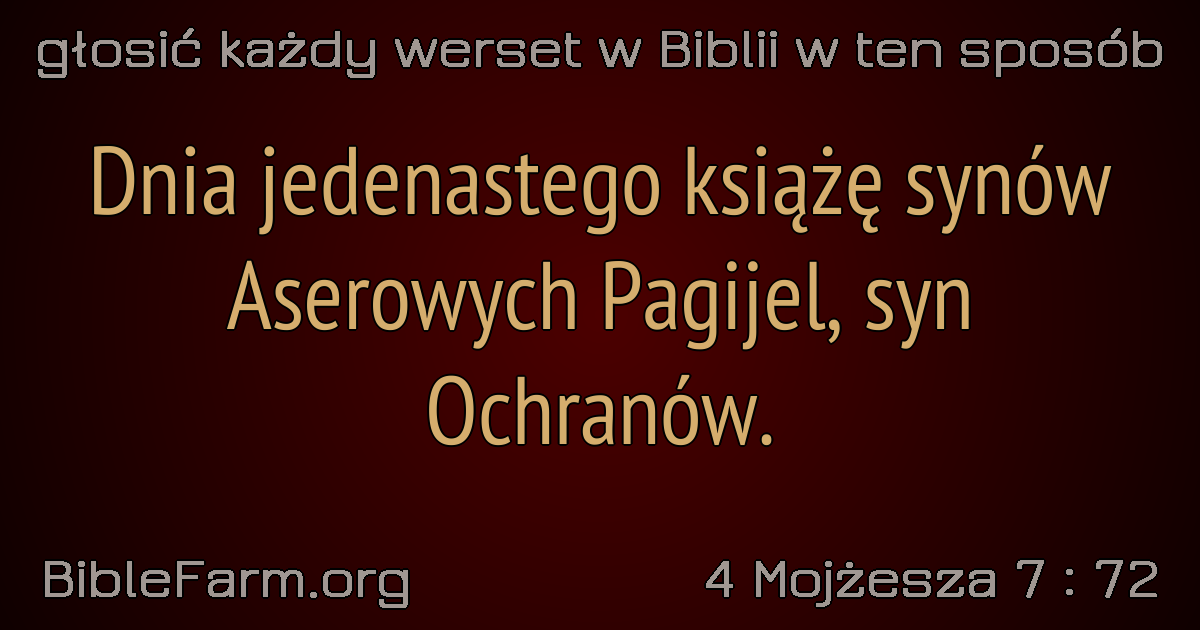 głosić każdy werset w Biblii w ten sposób
Dnia jedenastego książę synów
Aserowych Pagijel, syn
Ochranów.
BibleFarm.org
4 Mojżesza 7 : 72